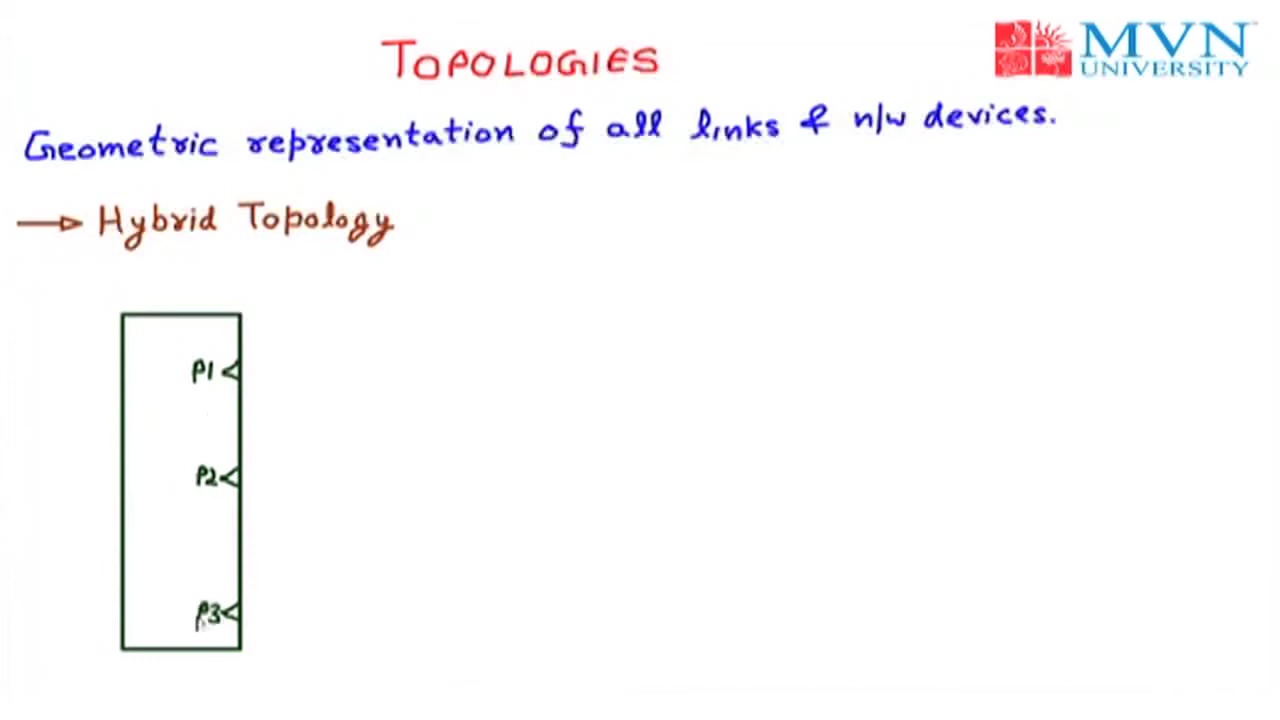 TOPOLOGIES
MVN
UNIVERSITY
Geometric representation of all links & n/w devices.
Hybrid Topology
P1
P2
P3